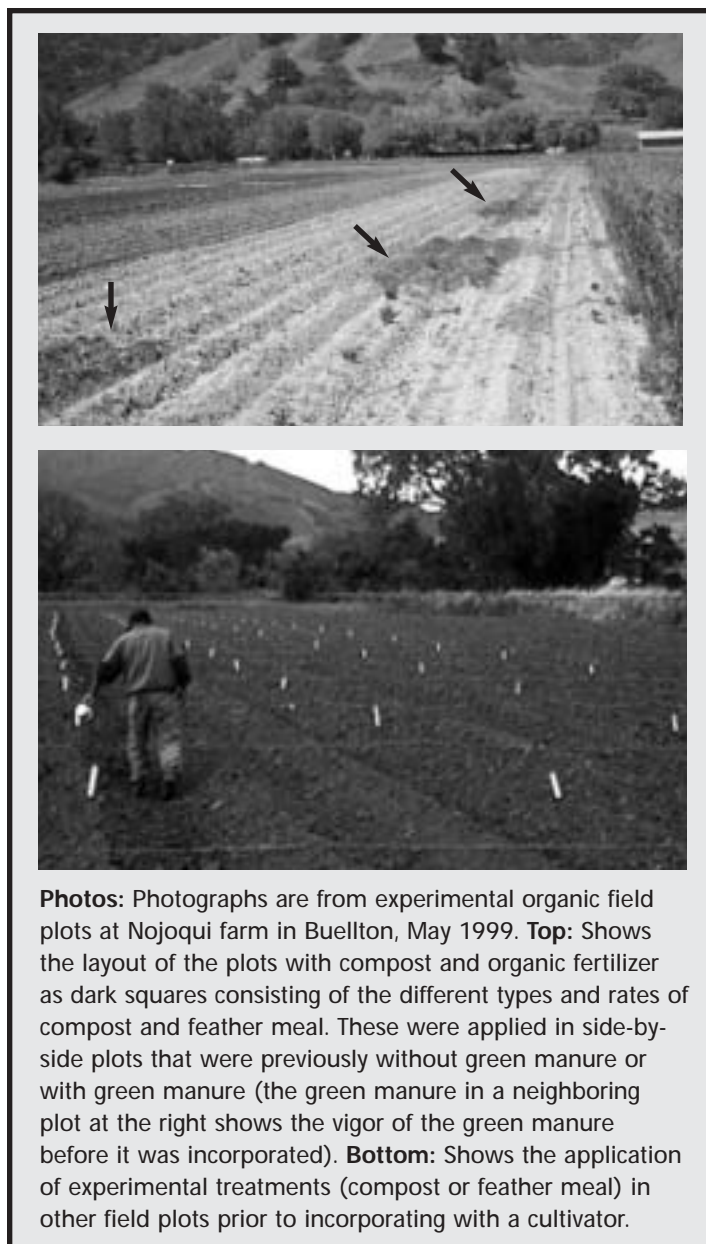 Photos: Photographs are from experimental organic field
plots at Nojoqui farm in Buellton, May 1999. Top: Shows
the layout of the plots with compost and organic fertilizer
as dark squares consisting of the different types and rates of
compost and feather meal. These were applied in side-by-
side plots that were previously without green manure or
with green manure (the green manure in a neighboring
plot at the right shows the vigor of the green manure
before it was incorporated). Bottom: Shows the application
of experimental treatments (compost or feather meal) in
other field plots prior to incorporating with a cultivator.